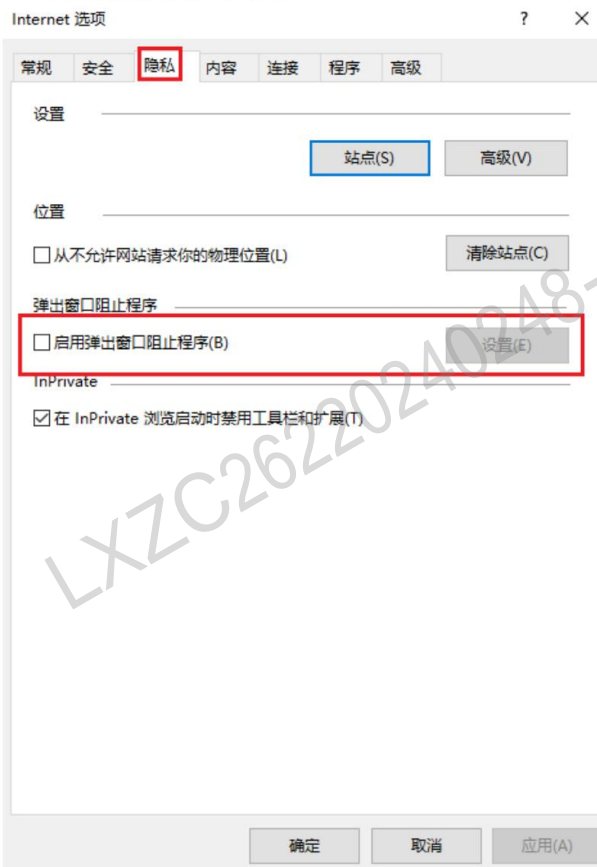 Internet 选项 ? ×
常规 安全 隐私 内容 连接 程序 高级
设置
站点(S) 高级(V)
位置
从不允许网站请求你的物理位置(L) 清除站点(C)
弹出窗口阻止程序
启用弹出窗口阻止程序(B) 设置(E)
InPrivate
在 InPrivate 浏览启动时禁用工具栏和扩展(T)
LXZC26220240248-
确定 取消 应用(A)